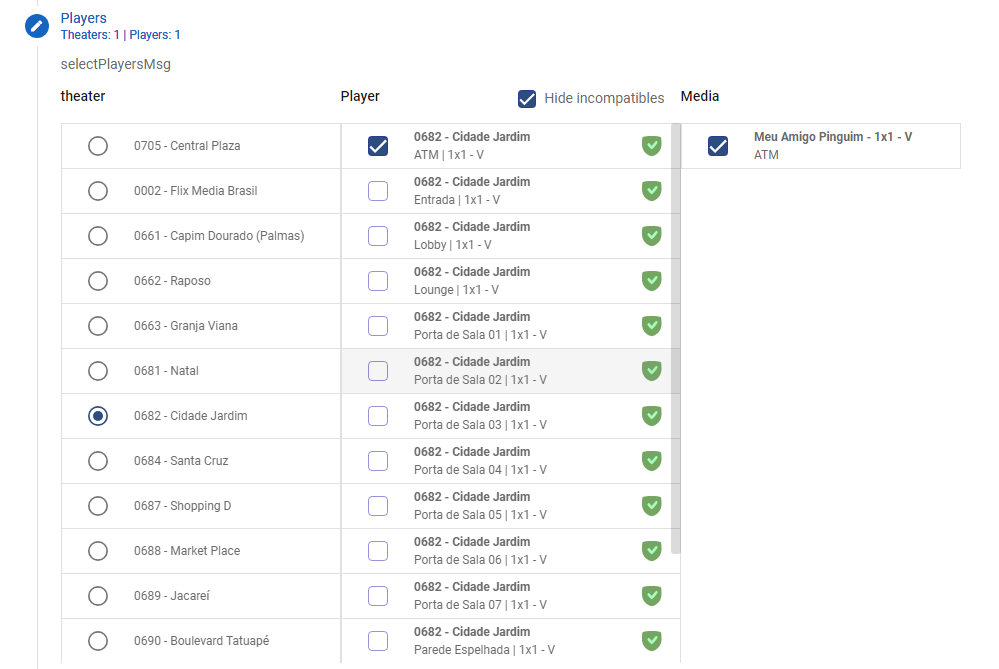 Players
Theaters: 1 | Players: 1
selectPlayersMsg
theater
Player
Hide incompatibles
Media
0705 - Central Plaza
0002 - Flix Media Brasil
0661 - Capim Dourado (Palmas)
0662 - Raposo
0663 - Granja Viana
0681 - Natal
0682 - Cidade Jardim
0684 - Santa Cruz
0687 - Shopping D
0688 - Market Place
0689 - Jacareí
0690 - Boulevard Tatuapé
0682 - Cidade Jardim
ATM | 1x1 - V
0682 - Cidade Jardim
Entrada | 1x1 - V
0682 - Cidade Jardim
Lobby | 1x1 - V
0682 - Cidade Jardim
Lounge | 1x1 - V
0682 - Cidade Jardim
Porta de Sala 01 | 1x1 - V
0682 - Cidade Jardim
Porta de Sala 02 | 1x1 - V
0682 - Cidade Jardim
Porta de Sala 03 | 1x1 - V
0682 - Cidade Jardim
Porta de Sala 04 | 1x1 - V
0682 - Cidade Jardim
Porta de Sala 05 | 1x1 - V
0682 - Cidade Jardim
Porta de Sala 06 | 1x1 - V
0682 - Cidade Jardim
Porta de Sala 07 | 1x1 - V
0682 - Cidade Jardim
Parede Espelhada | 1x1 - V
Meu Amigo Pinguim - 1x1 - V
ATM